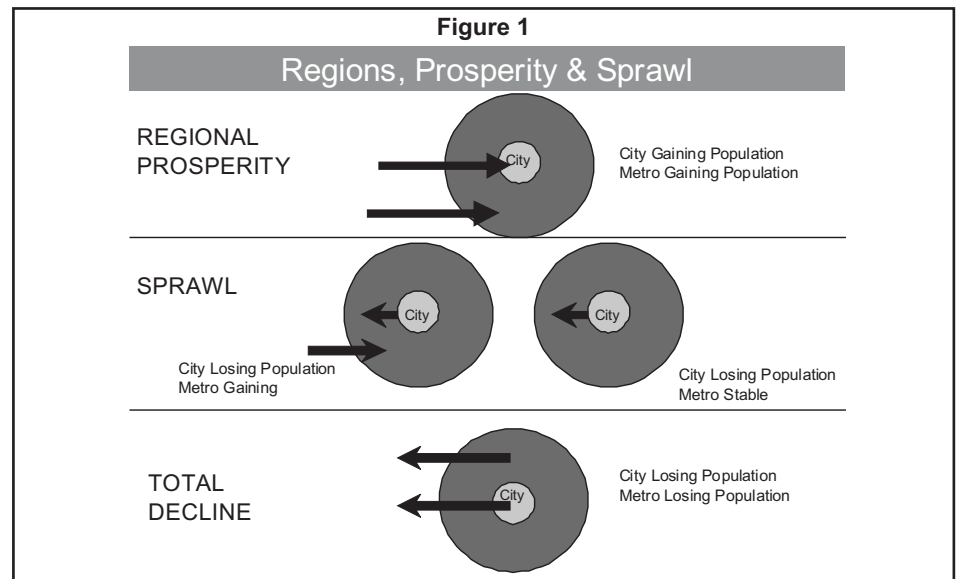 Figure 1
Regions, Prosperity & Sprawl
REGIONAL
PROSPERITY
City
City Gaining Population
Metro Gaining Population
SPRAWL
City
City
City Losing Population
Metro Gaining
City Losing Population
Metro Stable
TOTAL
DECLINE
City
City Losing Population
Metro Losing Population